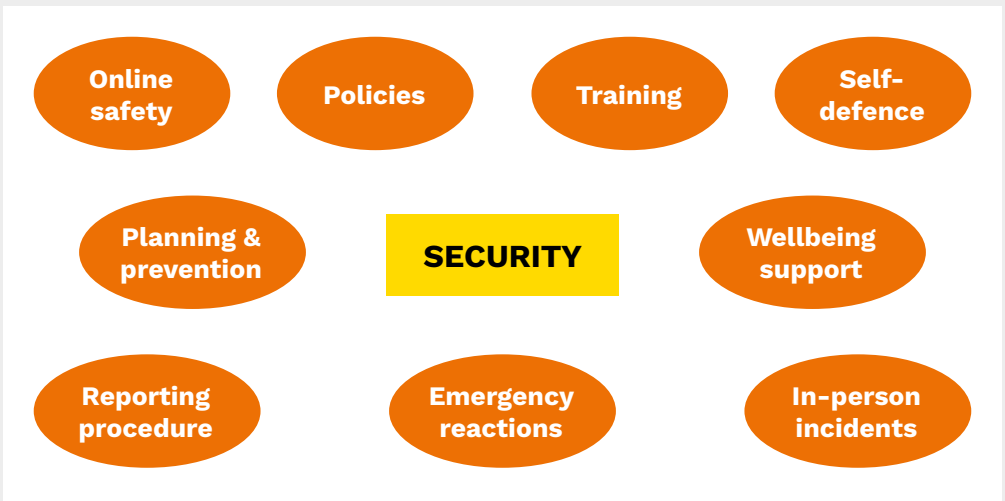 Online
safety
Policies
Training
Self-
defence
Planning &
prevention
SECURITY
Wellbeing
support
Reporting
procedure
Emergency
reactions
In-person
incidents